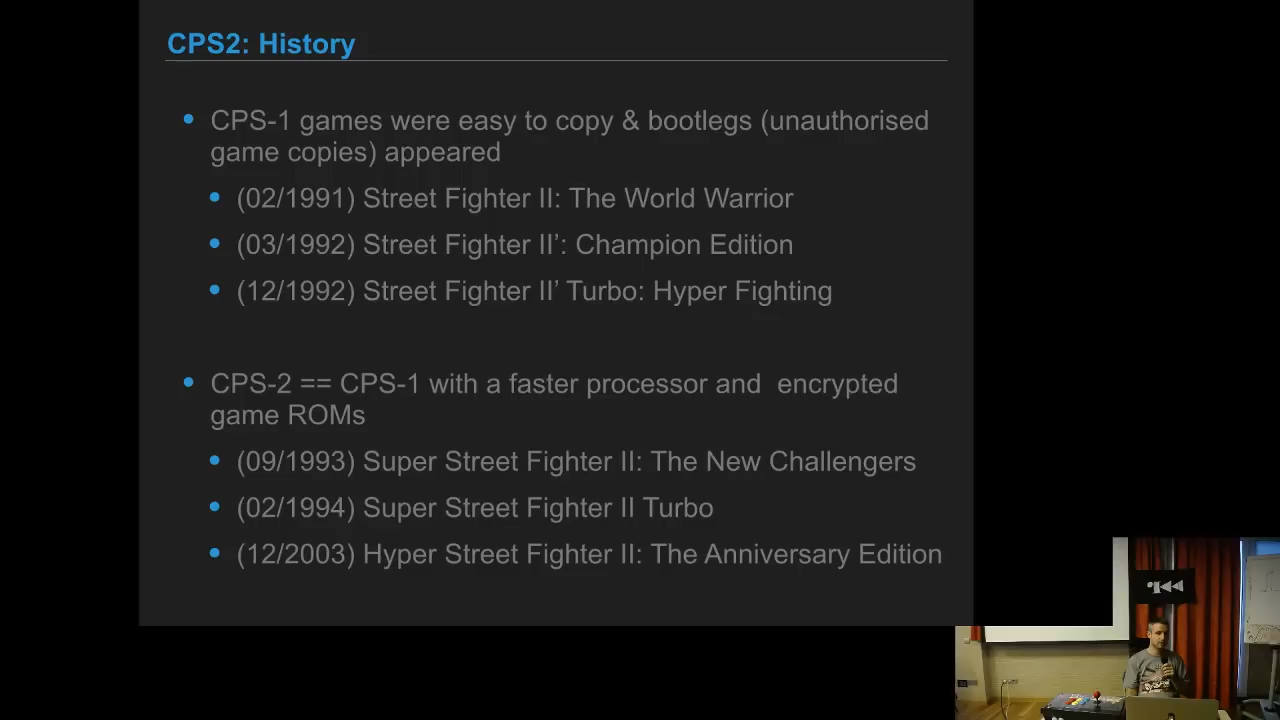 CPS2: History
CPS-1 games were easy to copy & bootlegs (unauthorised
game copies) appeared
(02/1991) Street Fighter II: The World Warrior
(03/1992) Street Fighter II’: Champion Edition
(12/1992) Street Fighter II’ Turbo: Hyper Fighting
CPS-2 == CPS-1 with a faster processor and  encrypted
game ROMs
(09/1993) Super Street Fighter II: The New Challengers
(02/1994) Super Street Fighter II Turbo
(12/2003) Hyper Street Fighter II: The Anniversary Edition